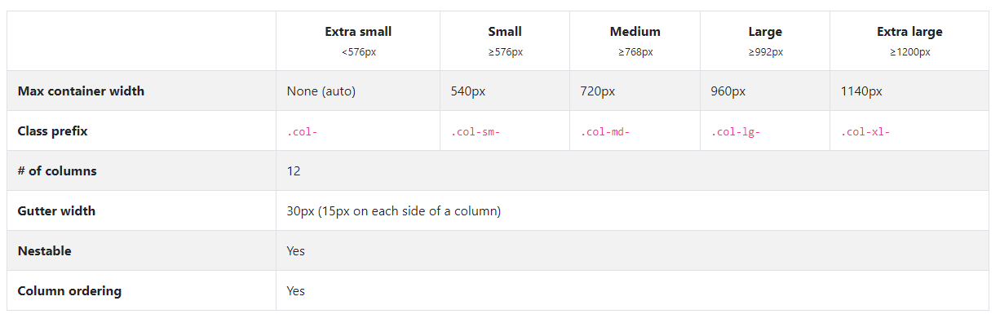 Extra small Small Medium Large Extra large
<576px ≥576px ≥768px ≥992px ≥1200px
Max container width None (auto) 540px 720px 960px 1140px
Class prefix .col- .col-sm- .col-md- .col-lg- .col-xl-
# of columns 12
Gutter width 30px (15px on each side of a column)
Nestable Yes
Column ordering Yes